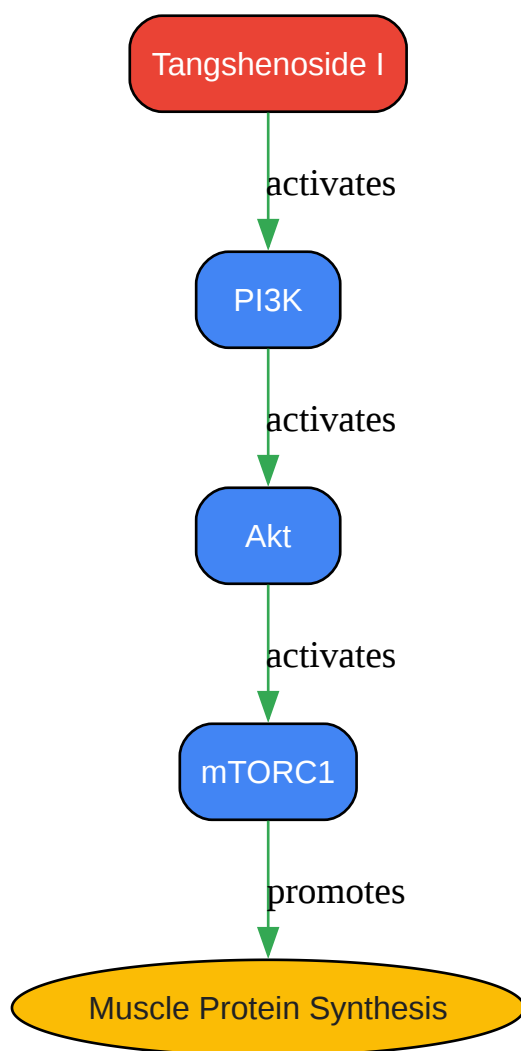 Tangshenoside I
activates
PI3K
activates
Akt
activates
mTORC1
promotes
Muscle Protein Synthesis